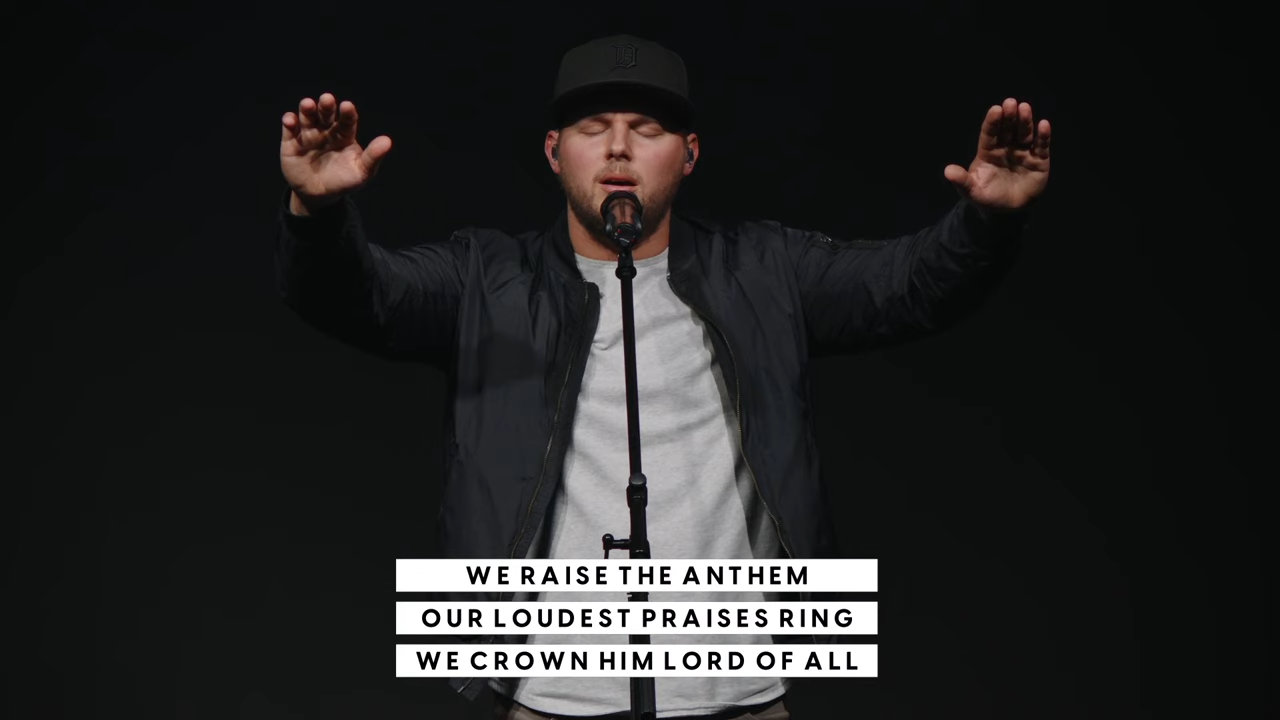 D
WE RAISE THE ANTHEM
OUR LOUDEST PRAISES RING
WE CROWN HIM LORD OF ALL